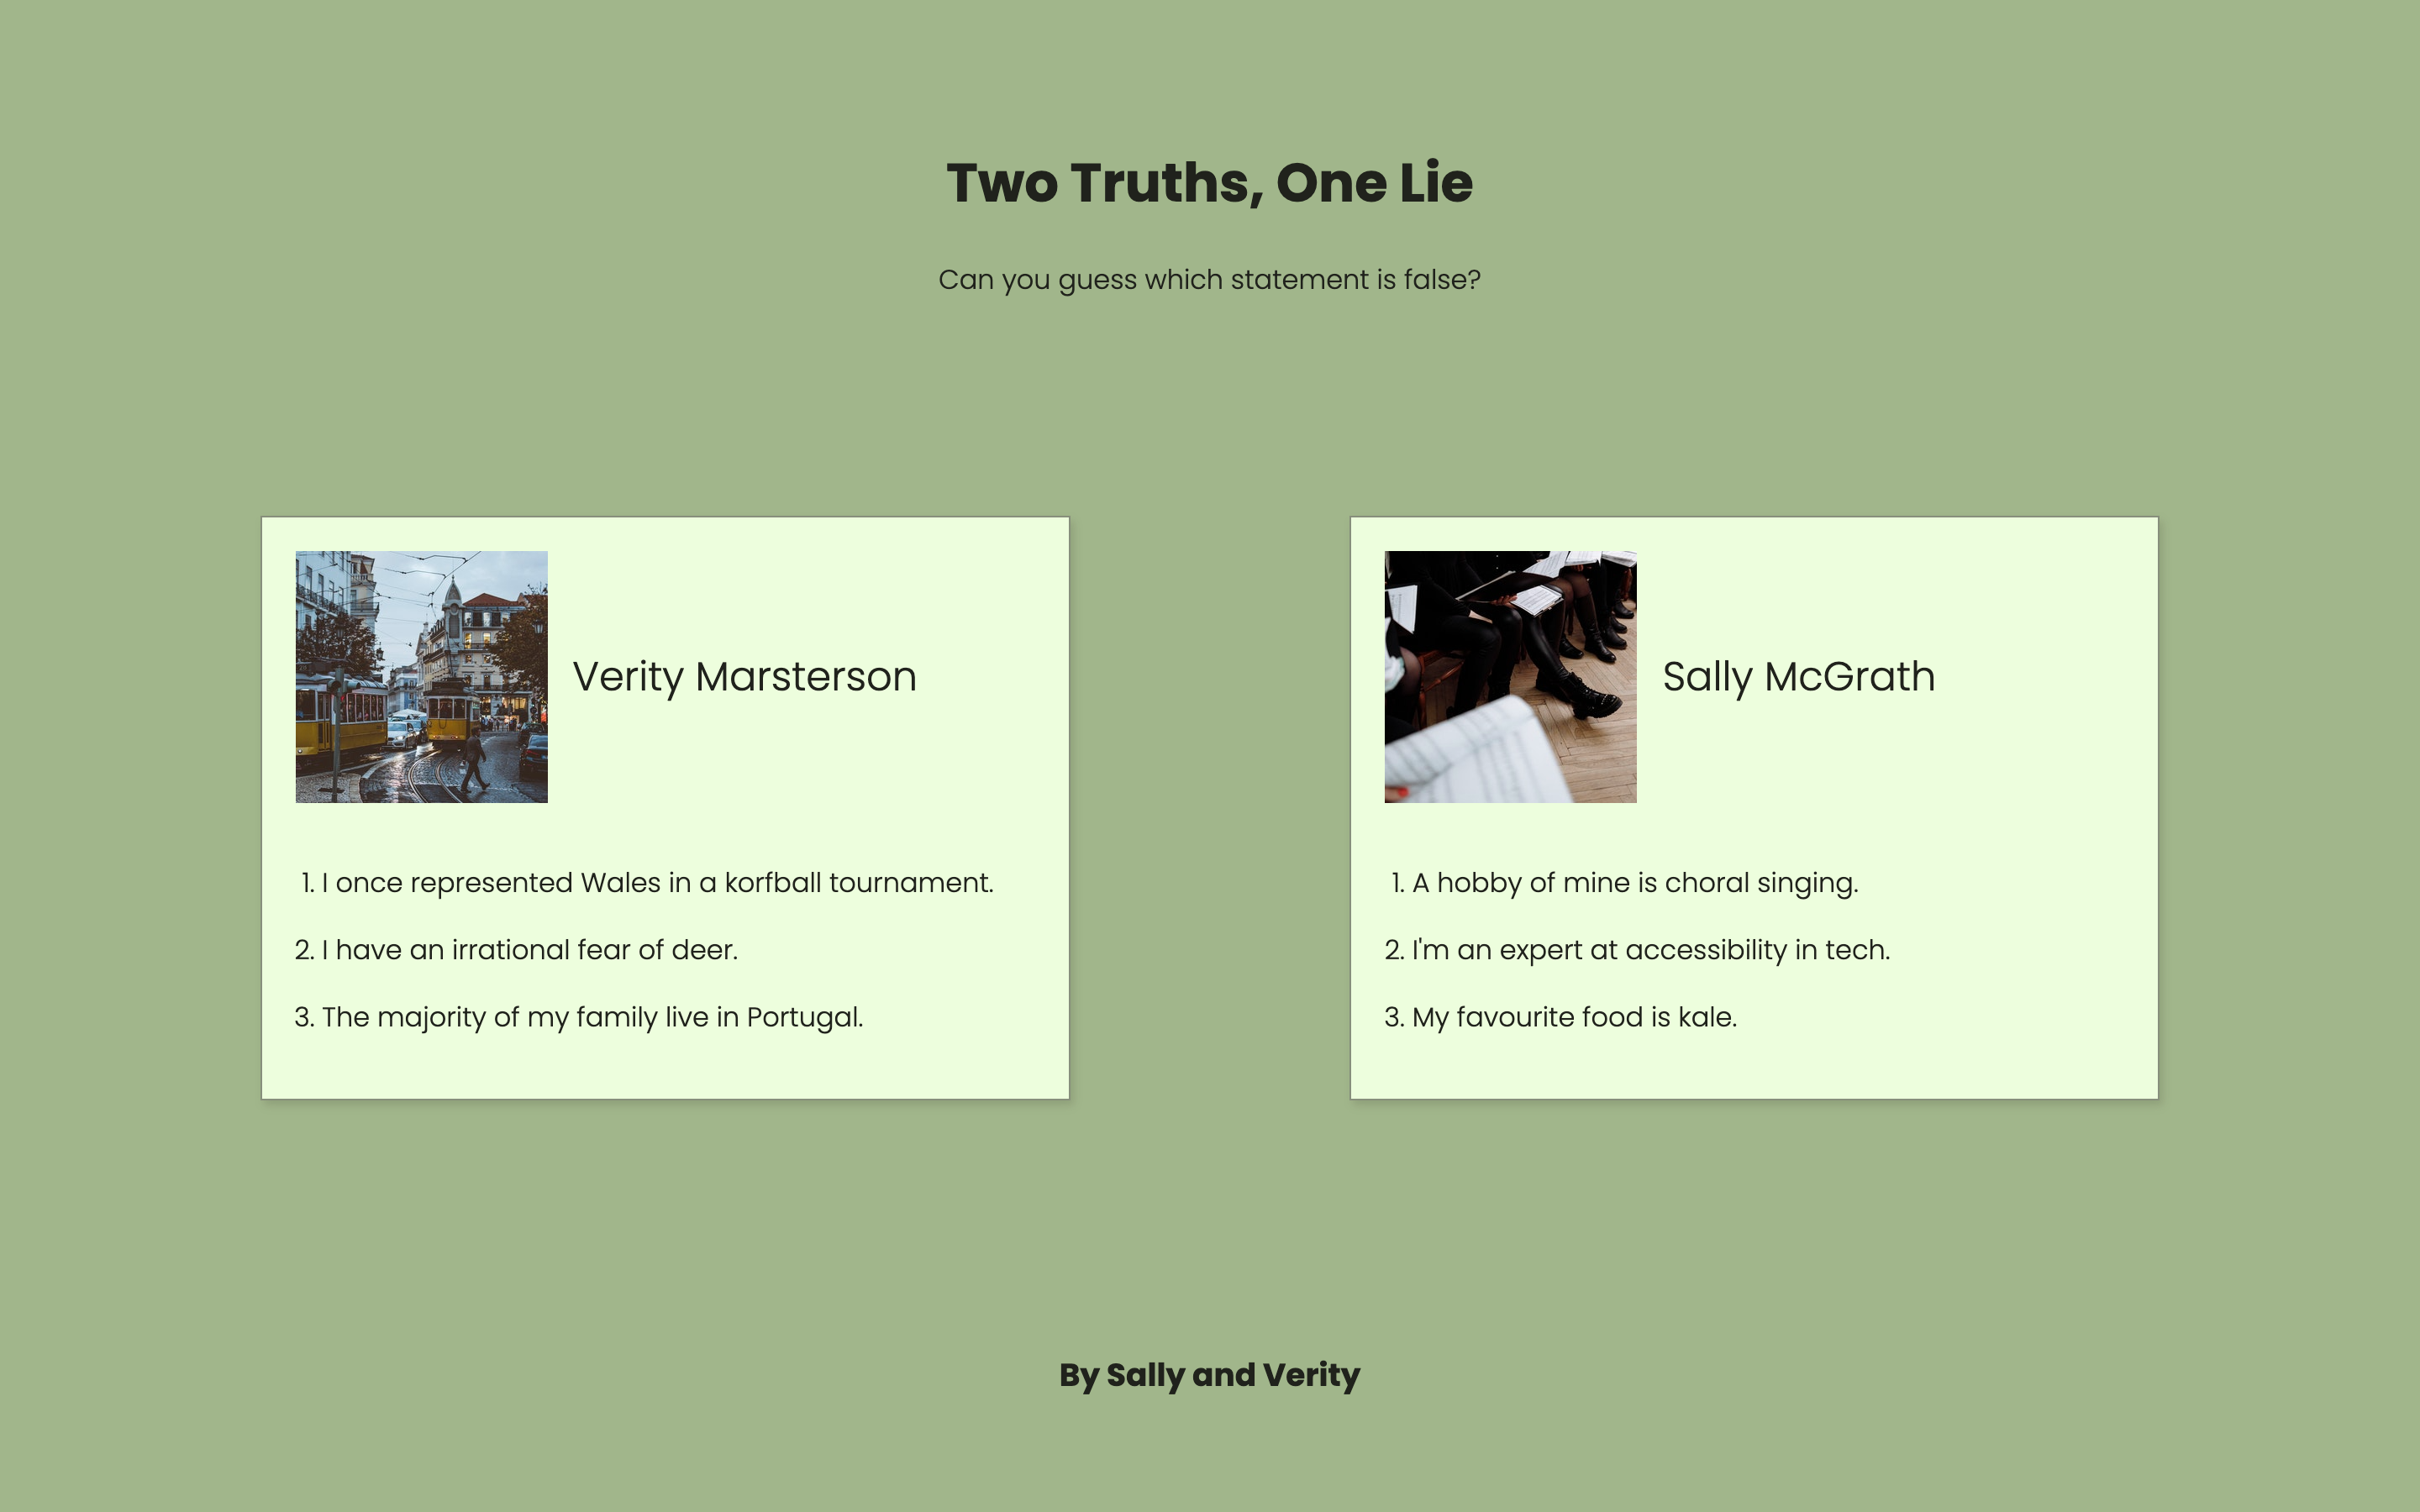 Two Truths, One Lie
Can you guess which statement is false?
Verity Marsterson
1. I once represented Wales in a korfball tournament.
2. I have an irrational fear of deer.
3. The majority of my family live in Portugal.
Sally McGrath
1. A hobby of mine is choral singing.
2. I'm an expert at accessibility in tech.
3. My favourite food is kale.
By Sally and Verity